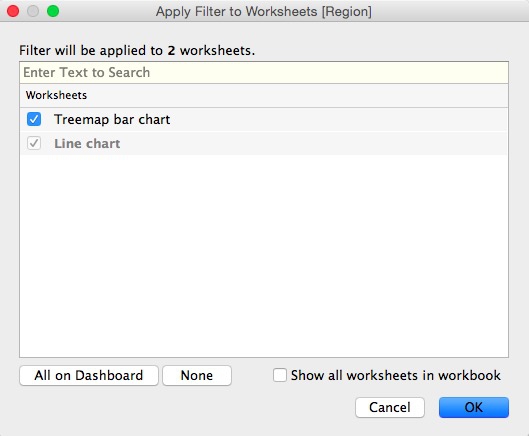 Apply Filter to Worksheets [Region]
Filter will be applied to 2 worksheets.
Enter Text to Search
Worksheets
Treemap bar chart
Line chart
All on Dashboard
None
Show all worksheets in workbook
Cancel
OK